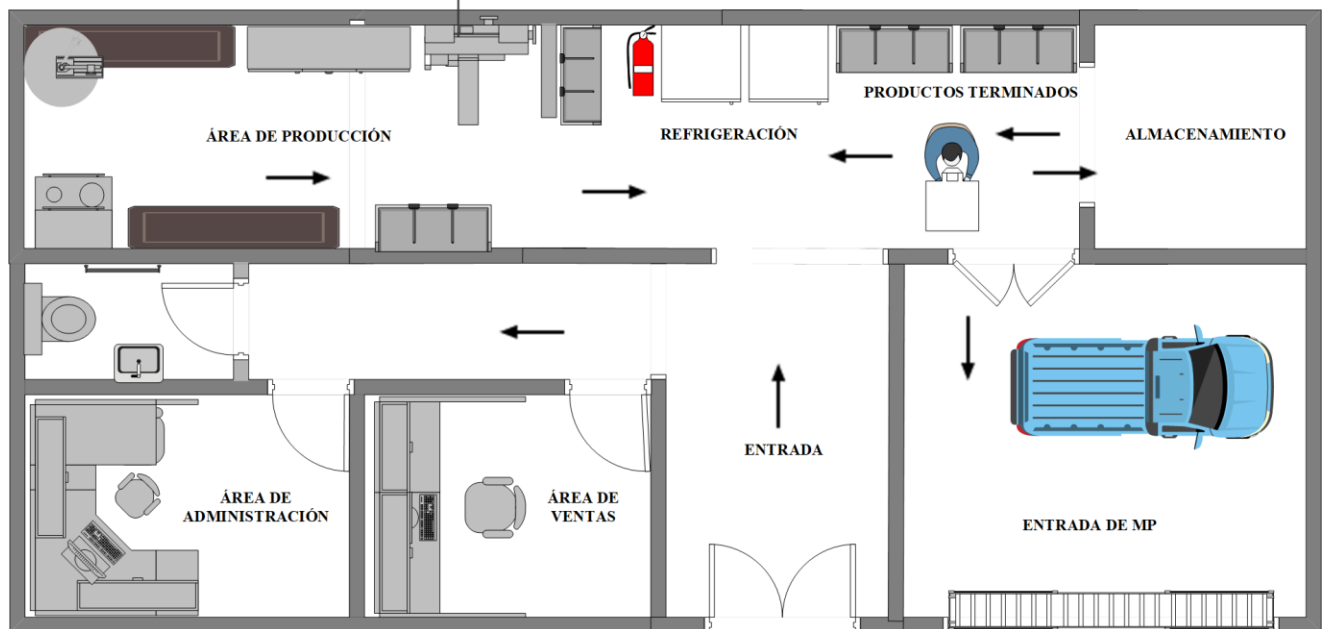 PRODUCTOS TERMINADOS
ÁREA DE PRODUCCIÓN
REFRIGERACIÓN
ALMACENAMIENTO
ENTRADA
ÁREA DE
ADMINISTRACIÓN
ÁREA DE
VENTAS
ENTRADA DE MP